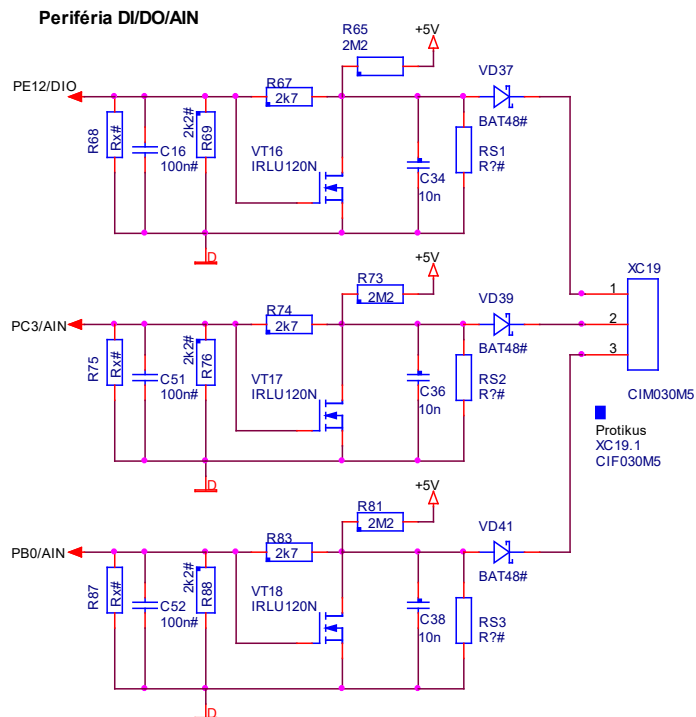 Periféria DI/DO/AIN
R65
2M2
+5V
VD37
PE12/DIO
R67
2k7
BAT48#
R68
Rx#
C16
100n#
2k2#
R69
VT16
IRLU120N
C34
10n
RS1
R?#
D
+5V
XC19
R73
2M2
VD39
PC3/AIN
R74
2k7
BAT48#
1
2
3
R75
Rx#
C51
100n#
2k2#
R76
VT17
IRLU120N
C36
10n
RS2
R?#
CIM030M5
Protikus
XC19.1
CIF030M5
D
+5V
R81
2M2
VD41
PB0/AIN
R83
2k7
BAT48#
R87
Rx#
C52
100n#
2k2#
R88
VT18
IRLU120N
C38
10n
RS3
R?#
D